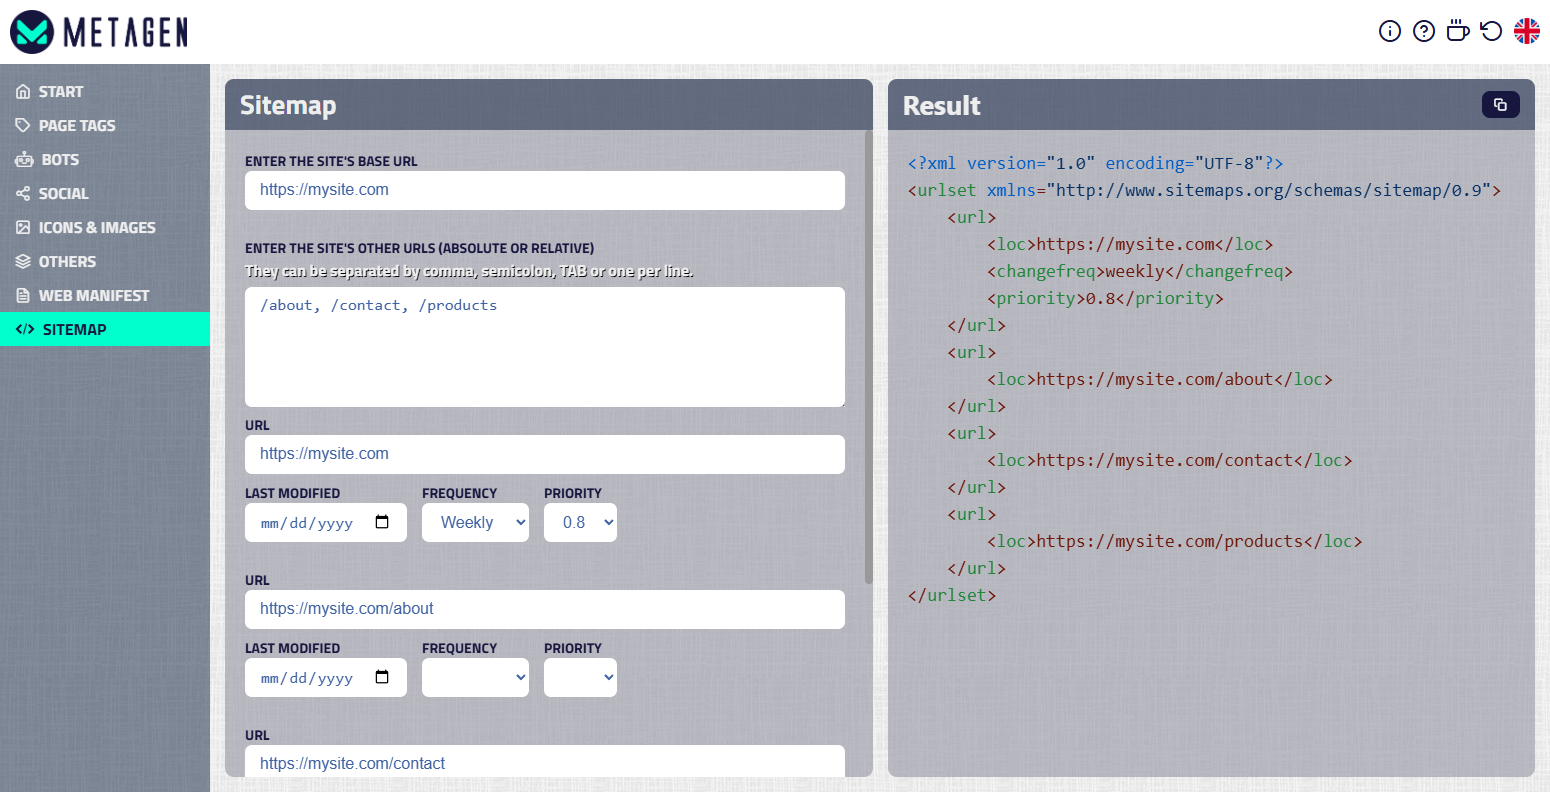 METAGEN
START
PAGE TAGS
BOTS
SOCIAL
ICONS & IMAGES
OTHERS
WEB MANIFEST
</> SITEMAP
Sitemap
ENTER THE SITE'S BASE URL
https://mysite.com
ENTER THE SITE'S OTHER URLS (ABSOLUTE OR RELATIVE)
They can be separated by comma, semicolon, TAB or one per line.
/about, /contact, /products
URL
https://mysite.com
LAST MODIFIED FREQUENCY PRIORITY
mm/dd/yyyy Weekly 0.8
URL
https://mysite.com/about
LAST MODIFIED FREQUENCY PRIORITY
mm/dd/yyyy
URL
https://mysite.com/contact
Result
<?xml version="1.0" encoding="UTF-8"?>
<urlset xmlns="http://www.sitemaps.org/schemas/sitemap/0.9">
    <url>
        <loc>https://mysite.com</loc>
        <changefreq>weekly</changefreq>
        <priority>0.8</priority>
    </url>
    <url>
        <loc>https://mysite.com/about</loc>
    </url>
    <url>
        <loc>https://mysite.com/contact</loc>
    </url>
    <url>
        <loc>https://mysite.com/products</loc>
    </url>
</urlset>